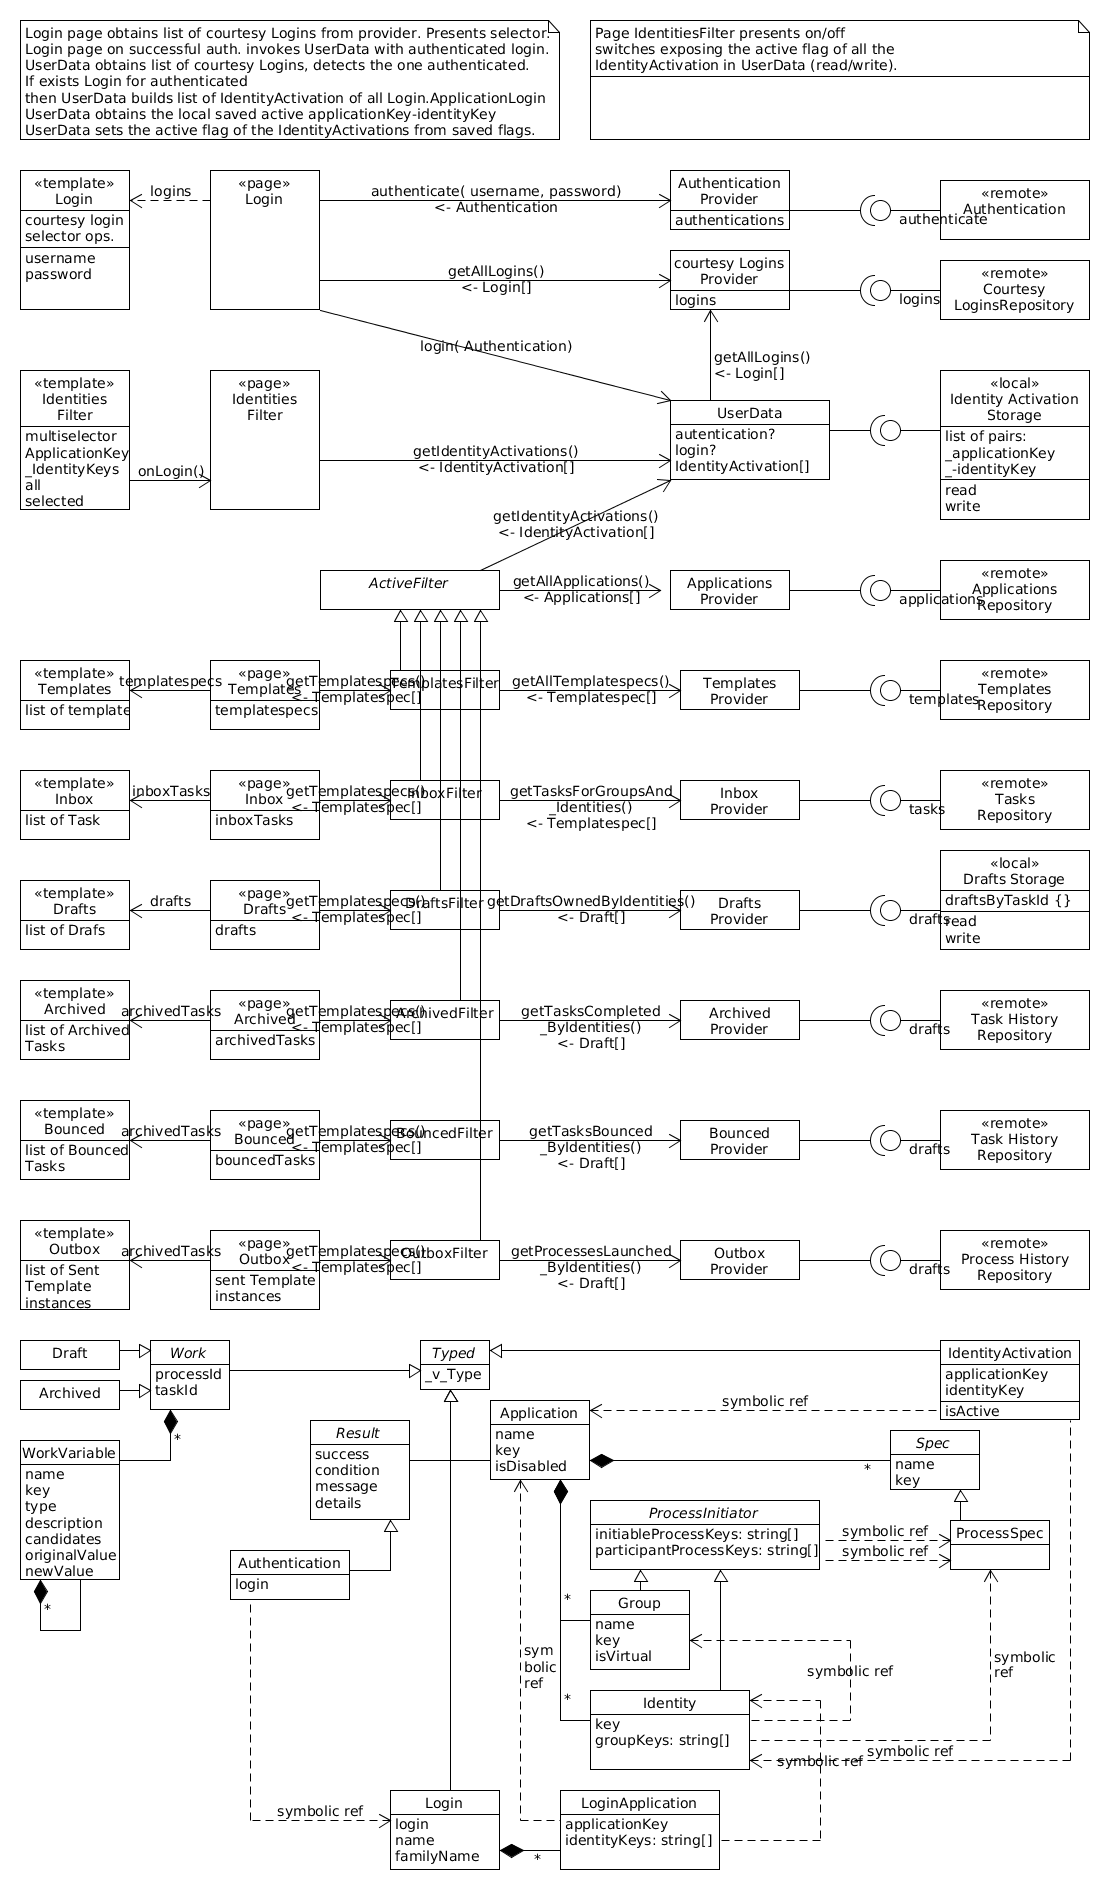 Login page obtains list of courtesy Logins from provider. Presents selector.
Login page on successful auth. invokes UserData with authenticated login.
UserData obtains list of courtesy Logins, detects the one authenticated.
If exists Login for authenticated
then UserData builds list of IdentityActivation of all Login.ApplicationLogin
UserData obtains the local saved active applicationKey-identityKey
UserData sets the active flag of the IdentityActivations from saved flags.
Page IdentitiesFilter presents on/off
switches exposing the active flag of all the
IdentityActivation in UserData (read/write).
«template»
Login
courtesy login
selector ops.
username
password
logins
«page»
Login
authenticate( username, password)
<- Authentication
Authentication
Provider
authentications
authenticate
«remote»
Authentication
getAllLogins()
<- Login[]
courtesy Logins
Provider
logins
logins
«remote»
Courtesy
LoginsRepository
login( Authentication)
getAllLogins()
<- Login[]
«template»
Identities
Filter
multiselector
ApplicationKey
_IdentityKeys
all
selected
onLogin()
«page»
Identities
Filter
getIdentityActivations()
<- IdentityActivation[]
UserData
autentication?
login?
IdentityActivation[]
«local»
Identity Activation
Storage
list of pairs:
_applicationKey
_-identityKey
read
write
getIdentityActivations()
<- IdentityActivation[]
ActiveFilter
getAllApplications()
<- Applications[]
Applications
Provider
applications
«remote»
Applications
Repository
«template»
Templates
list of template
templatespecs
«page»
Templates
templatespecs
getTemplatespecs()
<- Templatespec[]
TemplatesFilter
getAllTemplatespecs()
<- Templatespec[]
Templates
Provider
templates
«remote»
Templates
Repository
«template»
Inbox
list of Task
inboxTasks
«page»
Inbox
inboxTasks
getTemplatespecs()
<- Templatespec[]
InboxFilter
getTasksForGroupsAnd
_Identities()
<- Templatespec[]
Inbox
Provider
tasks
«remote»
Tasks
Repository
«template»
Drafts
list of Drafs
drafts
«page»
Drafts
drafts
getTemplatespecs()
<- Templatespec[]
DraftsFilter
getDraftsOwnedByIdentities()
<- Draft[]
Drafts
Provider
drafts
«local»
Drafts Storage
draftsByTaskId {}
read
write
«template»
Archived
list of Archived
Tasks
archivedTasks
«page»
Archived
archivedTasks
getTemplatespecs()
<- Templatespec[]
ArchivedFilter
getTasksCompleted
_ByIdentities()
<- Draft[]
Archived
Provider
drafts
«remote»
Task History
Repository
«template»
Bounced
list of Bounced
Tasks
archivedTasks
«page»
Bounced
bouncedTasks
getTemplatespecs()
<- Templatespec[]
BouncedFilter
getTasksBounced
_ByIdentities()
<- Draft[]
Bounced
Provider
drafts
«remote»
Task History
Repository
«template»
Outbox
list of Sent
Template
instances
archivedTasks
«page»
Outbox
sent Template
instances
getTemplatespecs()
<- Templatespec[]
OutboxFilter
getProcessesLaunched
_ByIdentities()
<- Draft[]
Outbox
Provider
drafts
«remote»
Process History
Repository
Draft
Archived
Work
processId
taskId
*
WorkVariable
name
key
type
description
candidates
originalValue
newValue
*
Typed
_v_Type
IdentityActivation
applicationKey
identityKey
isActive
symbolic ref
Result
success
condition
message
details
Application
name
key
isDisabled
*
Spec
name
key
Authentication
login
ProcessInitiator
initiableProcessKeys: string[]
participantProcessKeys: string[]
symbolic ref
symbolic ref
ProcessSpec
*
Group
name
key
isVirtual
sym
bolic
ref
symbolic ref
symbolic
ref
*
Identity
key
groupKeys: string[]
symbolic ref
symbolic ref
symbolic ref
Login
login
name
familyName
*
LoginApplication
applicationKey
identityKeys: string[]